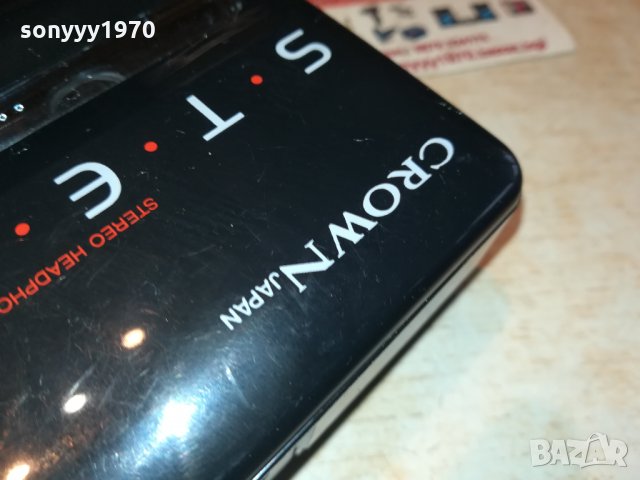 sonyyy1970
S·T·E·
STEREO HEADPHO
CROWN JAPAN
BAZAR